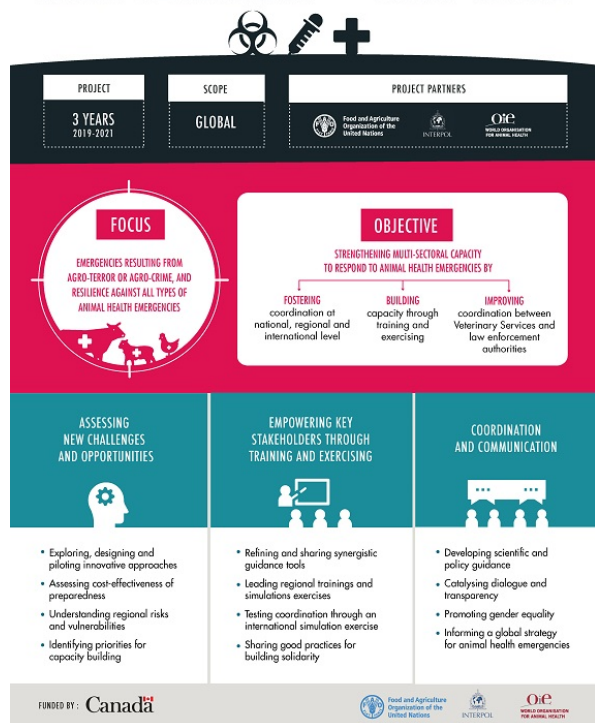 PROJECT
3 YEARS
2019-2021
SCOPE
GLOBAL
PROJECT PARTNERS
Food and Agriculture
Organization of the
United Nations
INTERPOL
Oie
WORLD ORGANISATION
FOR ANIMAL HEALTH
FOCUS
EMERGENCIES RESULTING FROM
AGRO-TERROR OR AGRO-CRIME, AND
RESILIENCE AGAINST ALL TYPES OF
ANIMAL HEALTH EMERGENCIES
OBJECTIVE
STRENGTHENING MULTI-SECTORAL CAPACITY
TO RESPOND TO ANIMAL HEALTH EMERGENCIES BY
FOSTERING
coordination at
national, regional and
international level
BUILDING
capacity through
training and
exercising
IMPROVING
coordination between
Veterinary Services and
law enforcement
authorities
ASSESSING
NEW CHALLENGES
AND OPPORTUNITIES
• Exploring, designing and
piloting innovative approaches
• Assessing cost-effectiveness of
preparedness
• Understanding regional risks
and vulnerabilities
• Identifying priorities for
capacity building
EMPOWERING KEY
STAKEHOLDERS THROUGH
TRAINING AND EXERCISING
• Refining and sharing synergistic
guidance tools
• Leading regional trainings and
simulations exercises
• Testing coordination through an
international simulation exercise
• Sharing good practices for
building solidarity
COORDINATION
AND COMMUNICATION
• Developing scientific and
policy guidance
• Catalysing dialogue and
transparency
• Promoting gender equality
• Informing a global strategy
for animal health emergencies
FUNDED BY : Canada
Food and Agriculture
Organization of the
United Nations
INTERPOL
Oie
WORLD ORGANISATION
FOR ANIMAL HEALTH